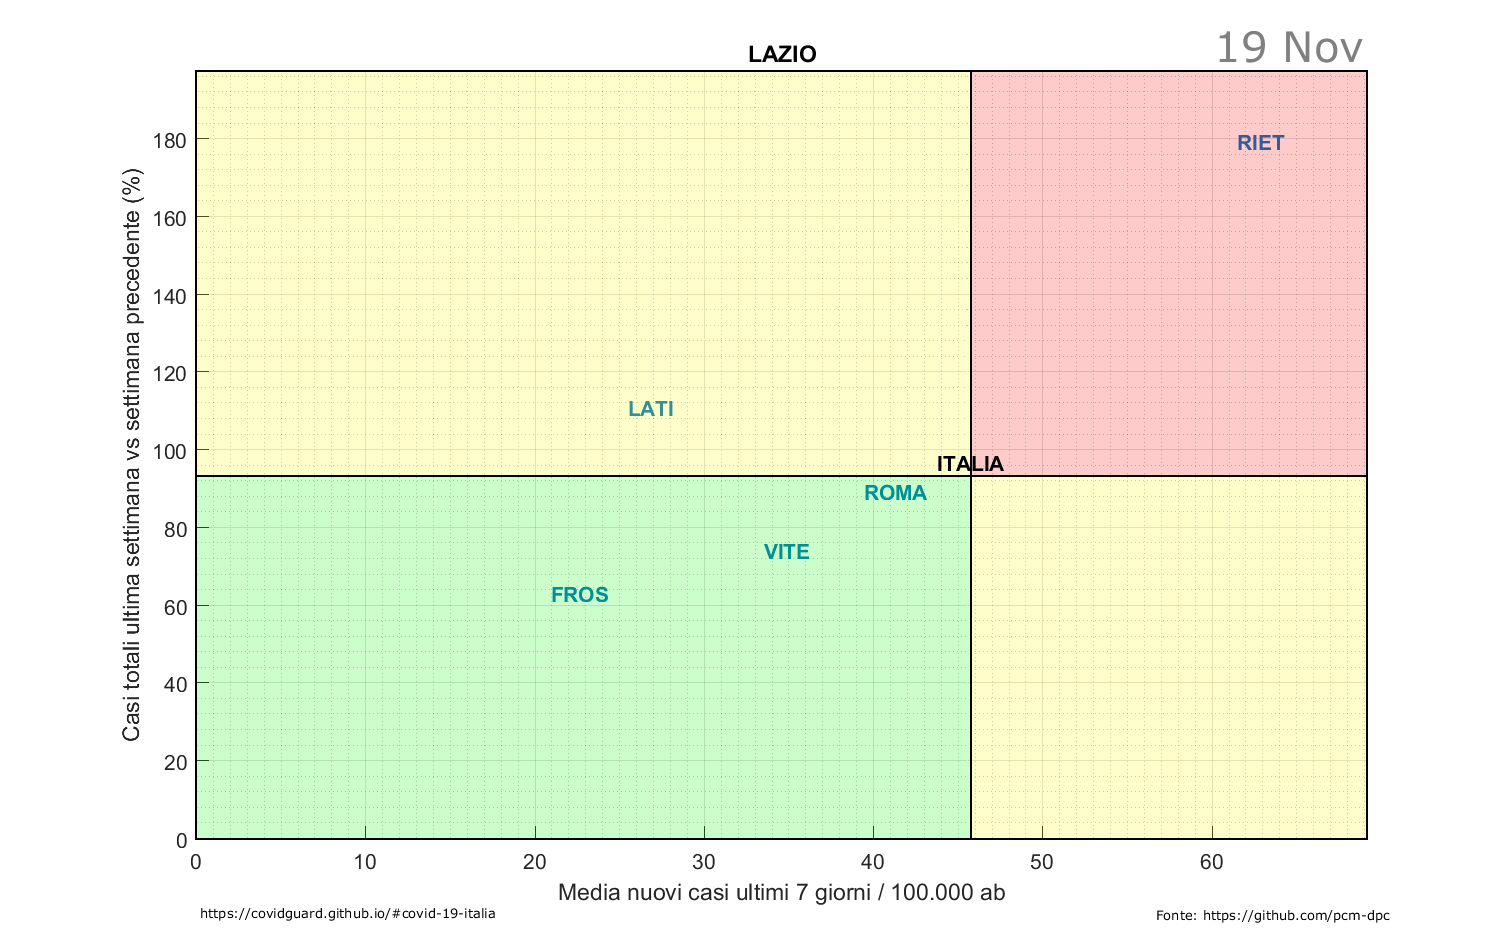 LAZIO
19 Nov
Casi totali ultima settimana vs settimana precedente (%)
180
160
140
120
100
80
60
40
20
0
RIET
LATI
ITALIA
ROMA
VITE
FROS
0 10 20 30 40 50 60
Media nuovi casi ultimi 7 giorni / 100.000 ab
https://covidguard.github.io/#covid-19-italia
Fonte: https://github.com/pcm-dpc